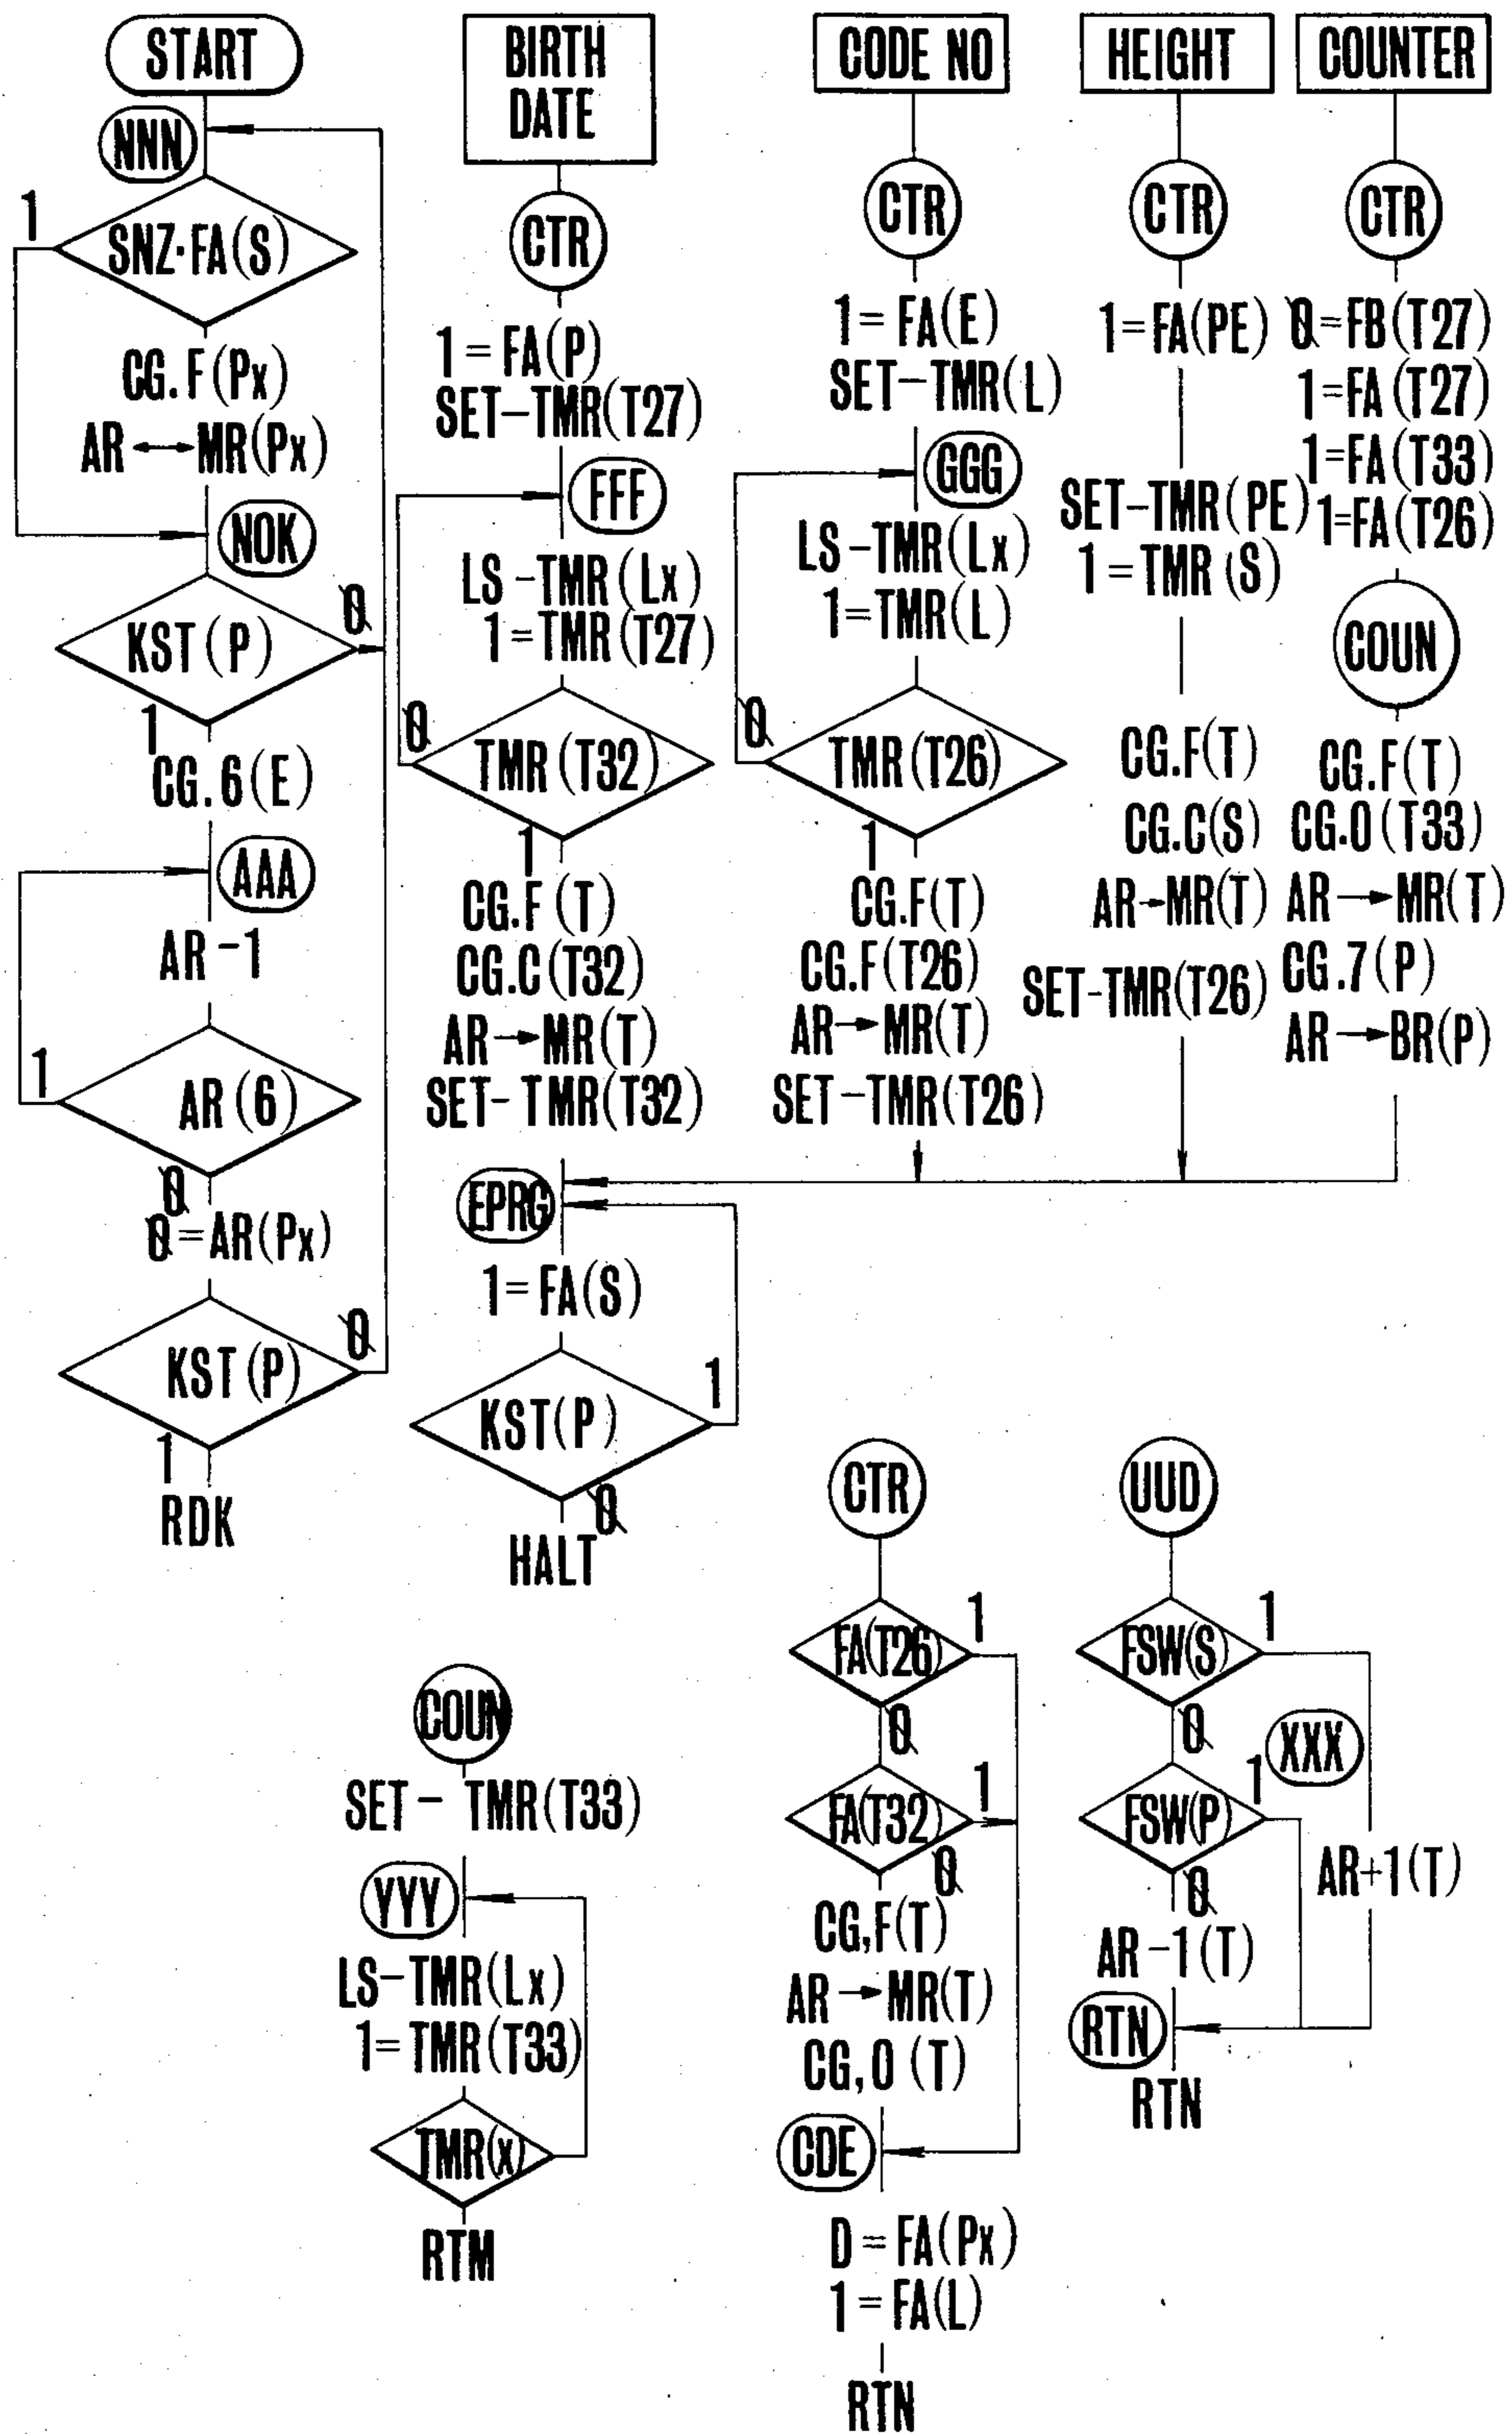 START
NNN
1
SNZ·FA(S)
CG.F(Px)
AR ↔ MR(Px)
NOK
KST(P)
0
1
CG.6(E)
AAA
AR-1
1
AR(6)
0
0=AR(Px)
KST(P)
0
1
RDK
BIRTH
DATE
CTR
1=FA(P)
SET-TMR(T27)
FFF
LS-TMR(Lx)
1=TMR(T27)
0
TMR(T32)
1
CG.F(T)
CG.C(T32)
AR→MR(T)
SET-TMR(T32)
EPRG
1=FA(S)
KST(P)
1
0
HALT
CODE NO
CTR
1=FA(E)
SET-TMR(L)
GGG
LS-TMR(Lx)
1=TMR(L)
0
TMR(T26)
1
CG.F(T)
CG.F(T26)
AR→MR(T)
SET-TMR(T26)
HEIGHT
CTR
1=FA(PE)
SET-TMR(PE)
1=TMR(S)
CG.F(T)
CG.C(S)
AR→MR(T)
SET-TMR(T26)
COUNTER
CTR
0=FB(T27)
1=FA(T27)
1=FA(T33)
1=FA(T26)
COUN
CG.F(T)
CG.0(T33)
AR→MR(T)
CG.7(P)
AR→BR(P)
COUN
SET-TMR(T33)
YYY
LS-TMR(Lx)
1=TMR(T33)
TMR(x)
RTM
CTR
FA(T26)
1
0
FA(T32)
1
0
CG,F(T)
AR→MR(T)
CG,0(T)
CDE
D=FA(Px)
1=FA(L)
RTN
UUD
FSW(S)
1
0
XXX
FSW(P)
1
0
AR+1(T)
AR-1(T)
RTN
RTN